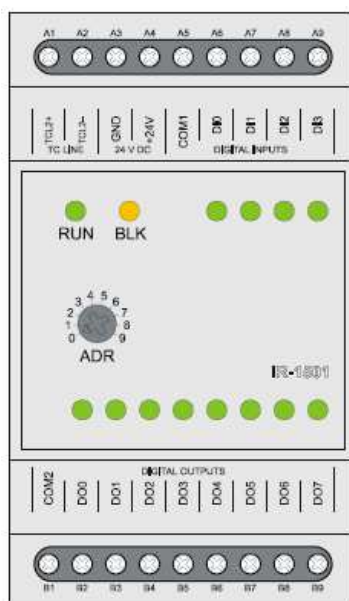 A1 A2 A3 A4 A5 A6 A7 A8 A9
TCL2+ TCL2- GND +24V COM1 DI0 DI1 DI2 DI3
TC LINE 24 V DC DIGITAL INPUTS
RUN BLK
0 1 2 3 4 5 6 7 8 9
ADR
IR-1501
DIGITAL OUTPUTS
COM2 DO0 DO1 DO2 DO3 DO4 DO5 DO6 DO7
B1 B2 B3 B4 B5 B6 B7 B8 B9